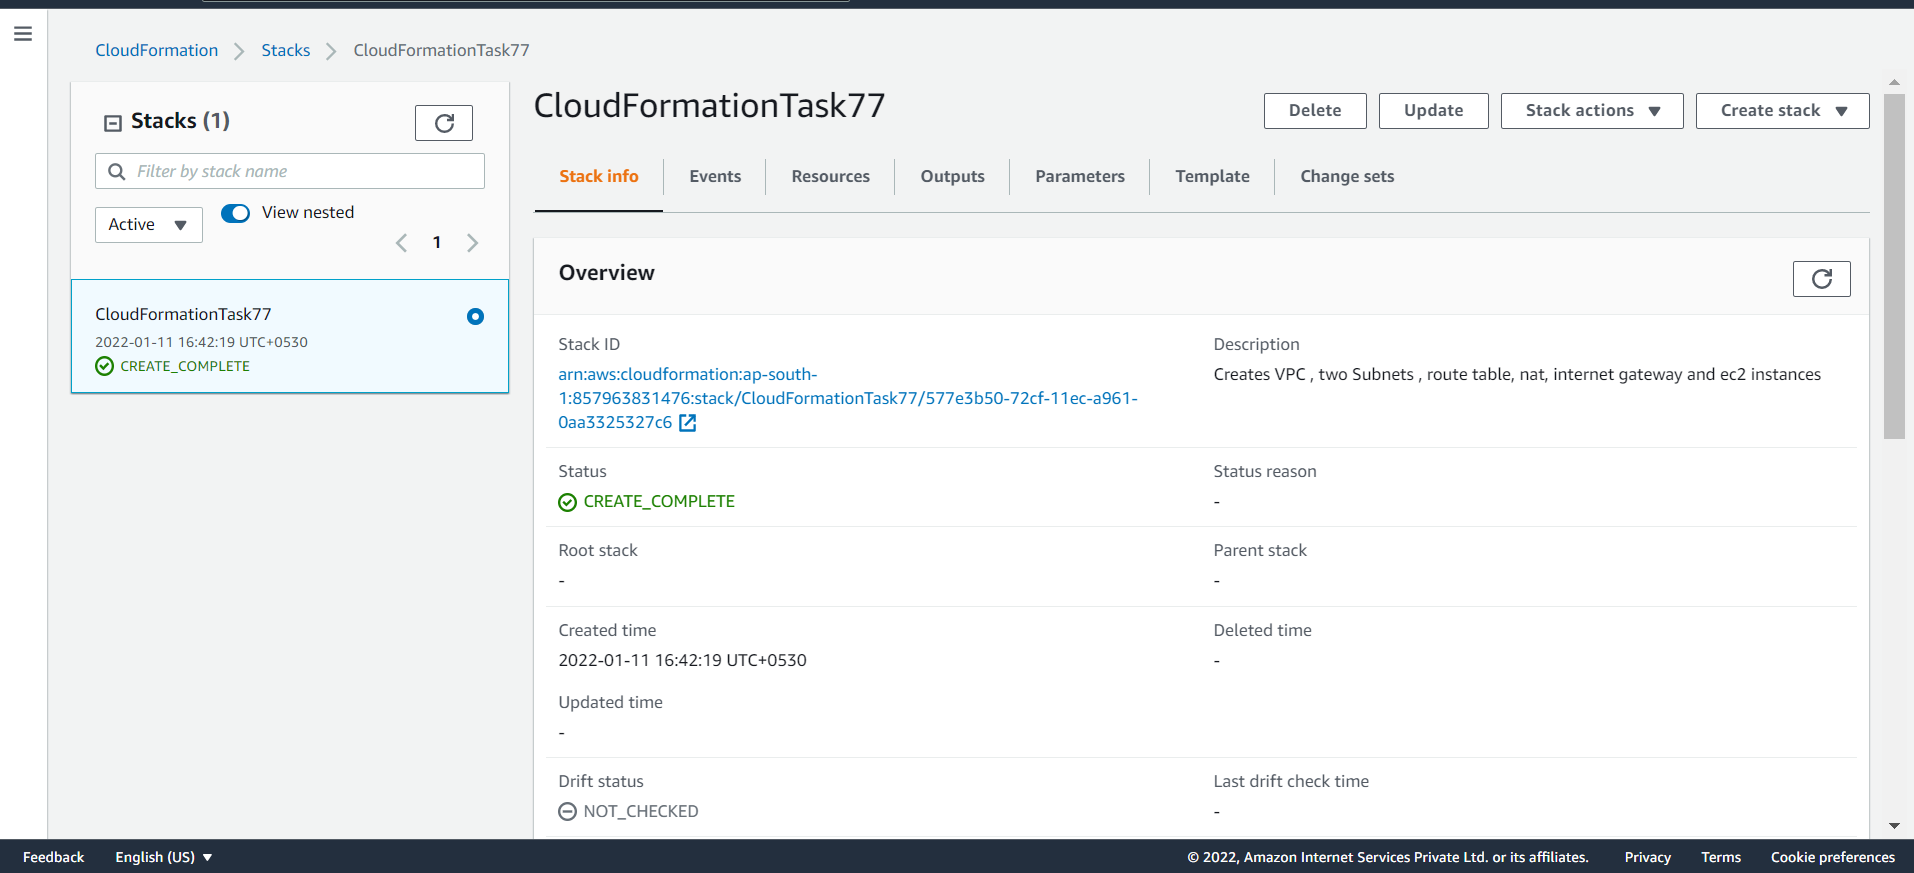 CloudFormation > Stacks > CloudFormationTask77
Stacks (1)
Filter by stack name
Active
View nested
1
CloudFormationTask77
2022-01-11 16:42:19 UTC+0530
CREATE_COMPLETE
CloudFormationTask77
Delete
Update
Stack actions
Create stack
Stack info
Events
Resources
Outputs
Parameters
Template
Change sets
Overview
Stack ID
arn:aws:cloudformation:ap-south-
1:857963831476:stack/CloudFormationTask77/577e3b50-72cf-11ec-a961-
0aa3325327c6
Description
Creates VPC , two Subnets , route table, nat, internet gateway and ec2 instances
Status
CREATE_COMPLETE
Status reason
-
Root stack
-
Parent stack
-
Created time
2022-01-11 16:42:19 UTC+0530
Deleted time
-
Updated time
-
Drift status
NOT_CHECKED
Last drift check time
-
Feedback
English (US)
© 2022, Amazon Internet Services Private Ltd. or its affiliates.
Privacy
Terms
Cookie preferences